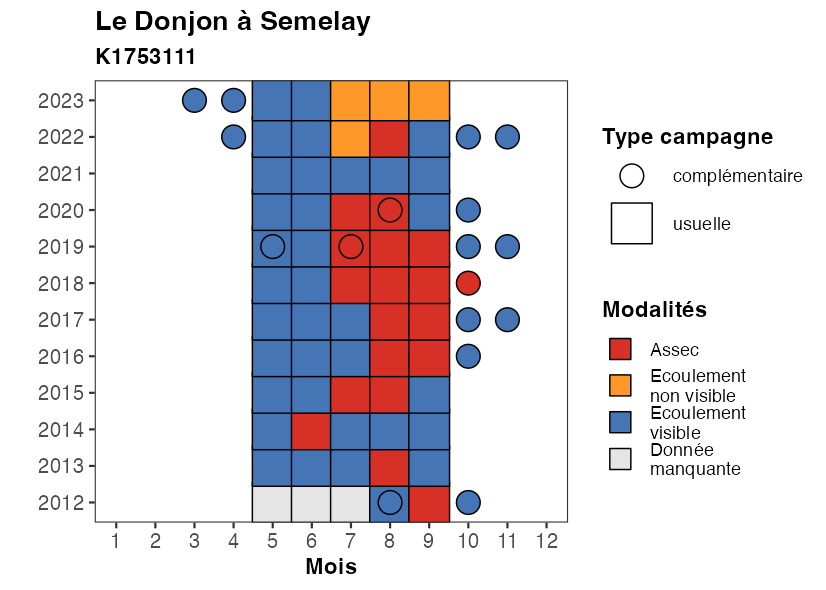 Le Donjon à Semelay
K1753111
2023
2022
2021
2020
2019
2018
2017
2016
2015
2014
2013
2012
1 2 3 4 5 6 7 8 9 10 11 12
Mois
Type campagne
complémentaire
usuelle
Modalités
Assec
Ecoulement
non visible
Ecoulement
visible
Donnée
manquante